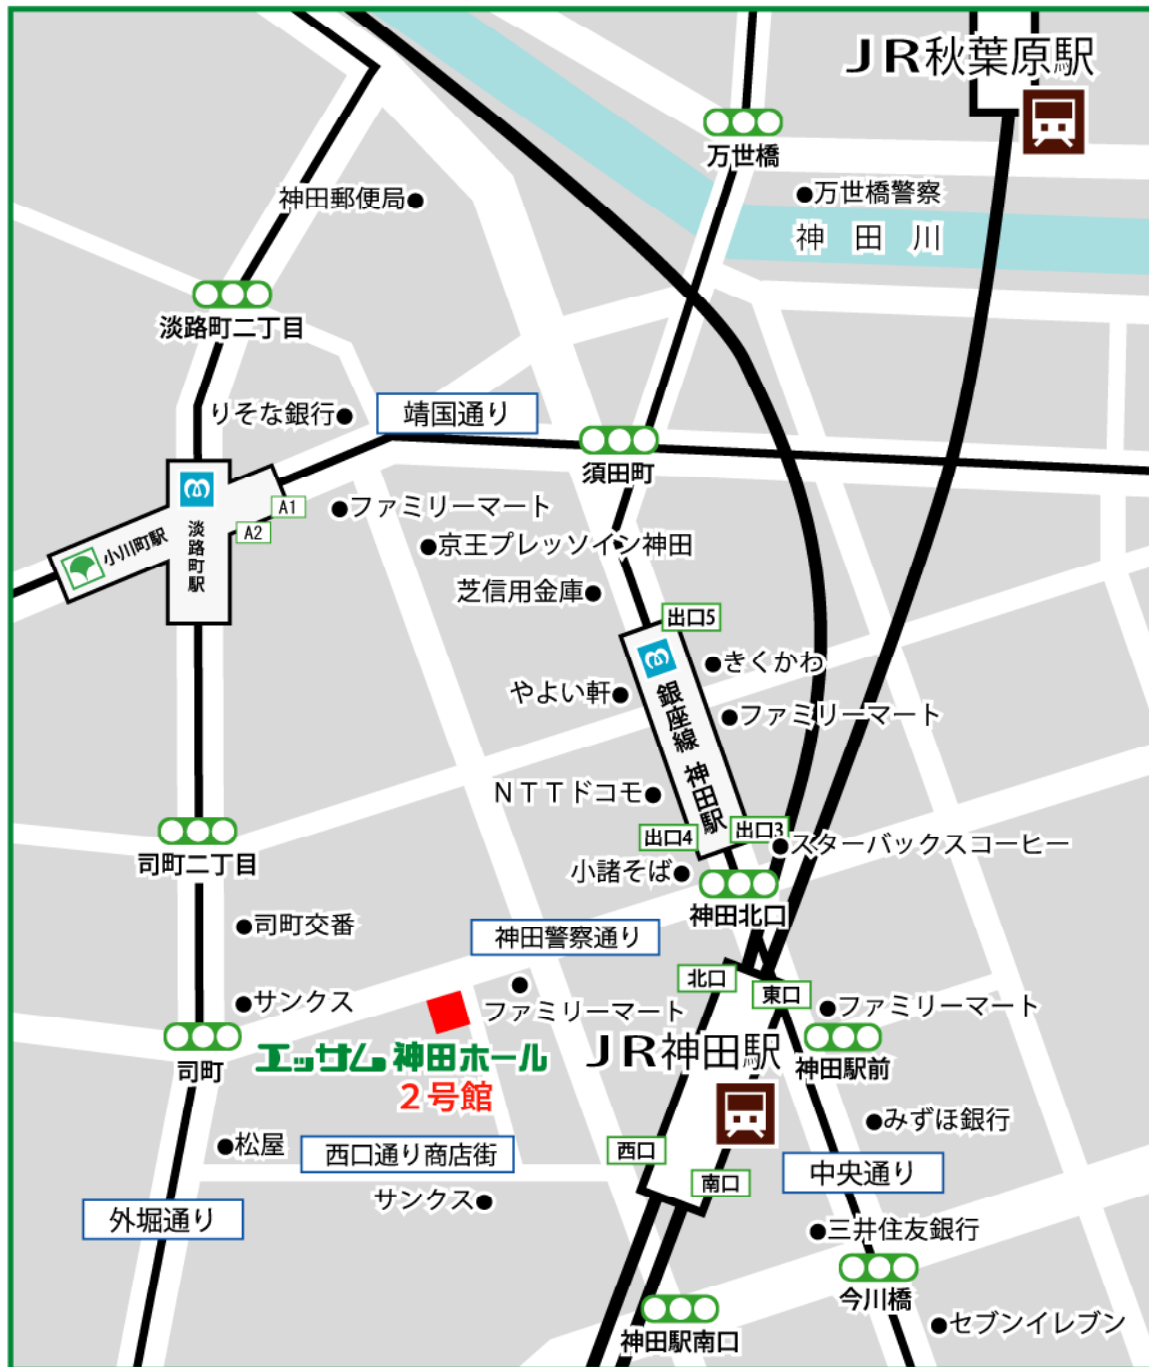 ＪＲ秋葉原駅
万世橋
万世橋警察
神田川
神田郵便局
淡路町二丁目
りそな銀行
靖国通り
須田町
A1
A2
ファミリーマート
淡路町駅
小川町駅
京王プレッソイン神田
芝信用金庫
出口5
きくかわ
やよい軒
ファミリーマート
銀座線 神田駅
ＮＴＴドコモ
出口4
出口3
スターバックスコーヒー
司町二丁目
小諸そば
神田北口
司町交番
神田警察通り
北口
東口
サンクス
ファミリーマート
ファミリーマート
司町
エッサム神田ホール
２号館
ＪＲ神田駅
神田駅前
みずほ銀行
松屋
西口通り商店街
西口
中央通り
南口
サンクス
外堀通り
三井住友銀行
今川橋
神田駅南口
セブンイレブン